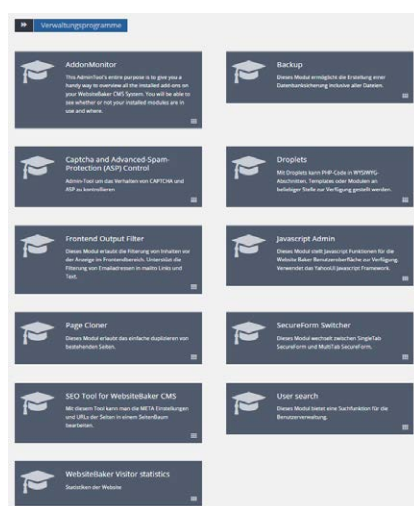 Verwaltungsprogramme
AddonMonitor
This AdminTool's entire purpose is to give you a
handy way to overview all the installed add-ons on
your WebsiteBaker CMS System. You will be able to
see whether or not your installed modules are in
use and where.
Backup
Dieses Modul ermöglicht die Erstellung einer
Datenbanksicherung inclusive aller Dateien.
Captcha and Advanced-Spam-
Protection (ASP) Control
Admin-Tool um das Verhalten von CAPTCHA und
ASP zu kontrollieren
Droplets
Mit Droplets kann PHP-Code in WYSIWYG-
Abschnitten, Templates oder Modulen an
beliebiger Stelle zur Verfügung gestellt werden.
Frontend Output Filter
Dieses Modul erlaubt die Filterung von Inhalten vor
der Anzeige im Frontendbereich. Unterstüzt die
Filterung von Emailadressen in mailto Links und
Text.
Javascript Admin
Dieses Modul stellt Javascript Funktionen für die
Website Baker Benutzeroberfläche zur Verfügung.
Verwendet das YahooUI Javascript Framework.
Page Cloner
Dieses Modul erlaubt das einfache duplizieren von
bestehenden Seiten.
SecureForm Switcher
Dieses Modul wechselt zwischen SingleTab
SecureForm und MultiTab SecureForm.
SEO Tool for WebsiteBaker CMS
Mit diesem Tool kann man die META Einstellungen
und URLs der Seiten in einem SeitenBaum
bearbeiten.
User search
Dieses Modul bietet eine Suchfunktion für die
Benutzerverwaltung.
WebsiteBaker Visitor statistics
Statistiken der Website